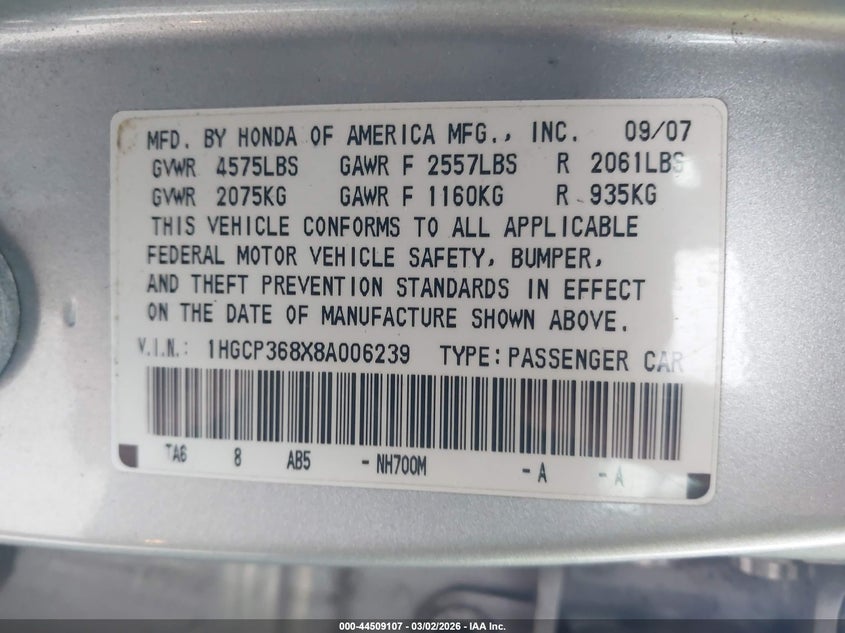 MFD. BY HONDA OF AMERICA MFG., INC. 09/07
GVWR 4575LBS GAWR F 2557LBS R 2061LBS
GVWR 2075KG GAWR F 1160KG R 935KG
THIS VEHICLE CONFORMS TO ALL APPLICABLE
FEDERAL MOTOR VEHICLE SAFETY, BUMPER,
AND THEFT PREVENTION STANDARDS IN EFFECT
ON THE DATE OF MANUFACTURE SHOWN ABOVE.
V.I.N.: 1HGCP368X8A006239 TYPE: PASSENGER CAR
TA6 8 AB5 - NH700M - A - A
000-44509107 - 03/02/2026 - IAA Inc.